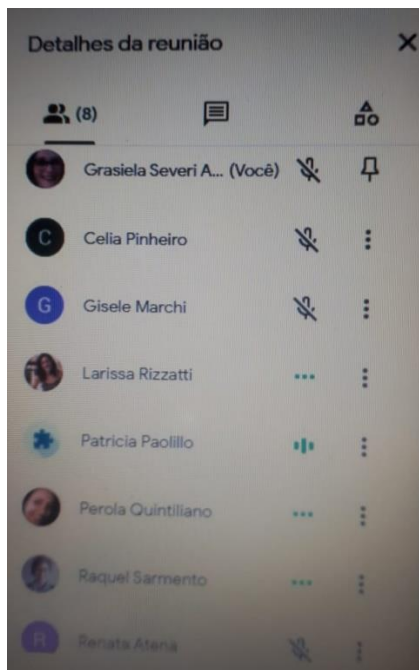 Detalhes da reunião
(8)
Grasiela Severi A... (Você)
C Celia Pinheiro
G Gisele Marchi
Larissa Rizzatti
Patricia Paolillo
Perola Quintiliano
Raquel Sarmento
R Renata Atena